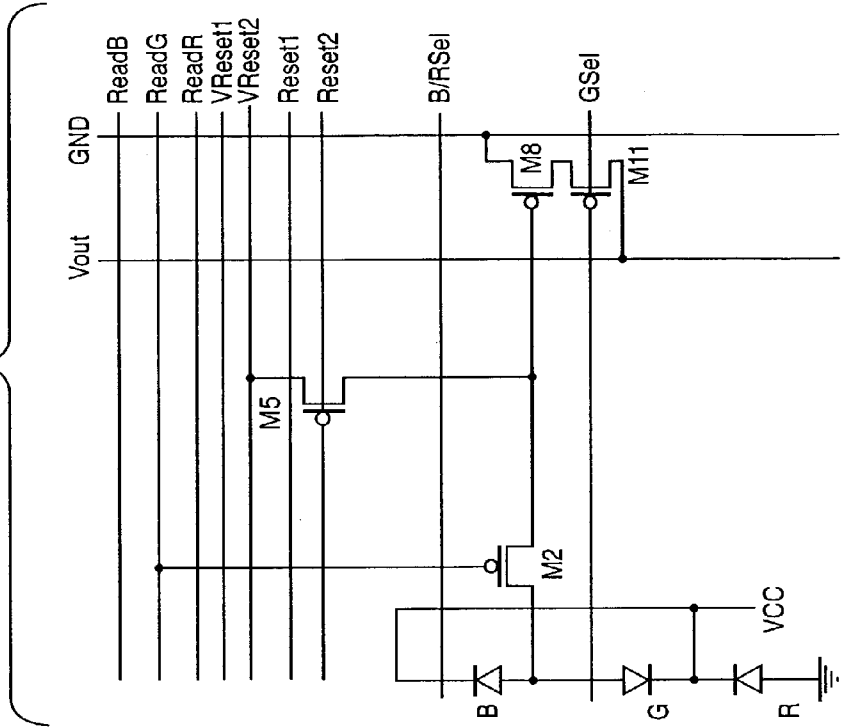 ReadB
ReadG
ReadR
VReset1
VReset2
Reset1
Reset2
B/RSel
GSel
GND
Vout
M8
M11
M5
M2
VCC
B
G
R